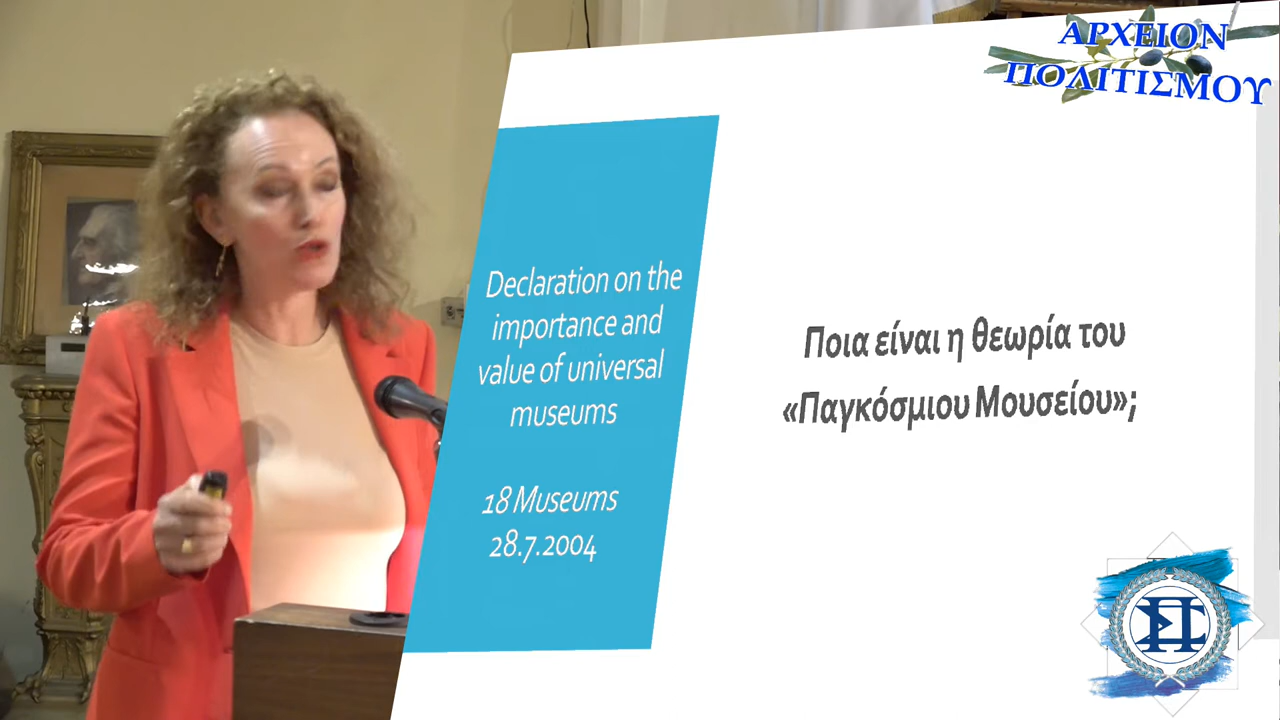 ΑΡΧΕΙΟΝ
ΠΟΛΙΤΙΣΜΟΥ
Declaration on the
importance and
value of universal
museums
18 Museums
28.7.2004
Ποια είναι η θεωρία του
«Παγκόσμιου Μουσείου»;